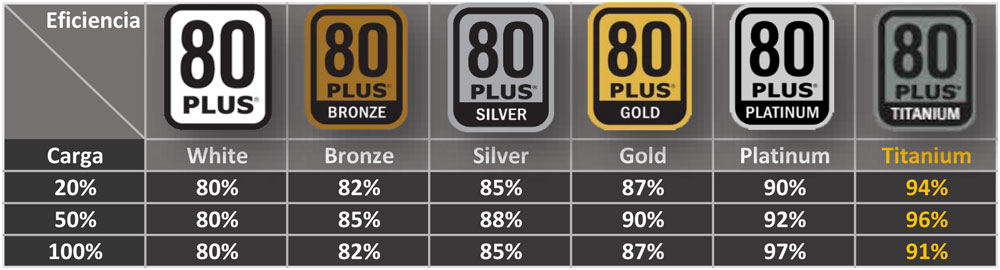 Eficiencia
80 PLUS®
80 PLUS® BRONZE
80 PLUS® SILVER
80 PLUS® GOLD
80 PLUS® PLATINUM
80 PLUS® TITANIUM
Carga White Bronze Silver Gold Platinum Titanium
20% 80% 82% 85% 87% 90% 94%
50% 80% 85% 88% 90% 92% 96%
100% 80% 82% 85% 87% 97% 91%